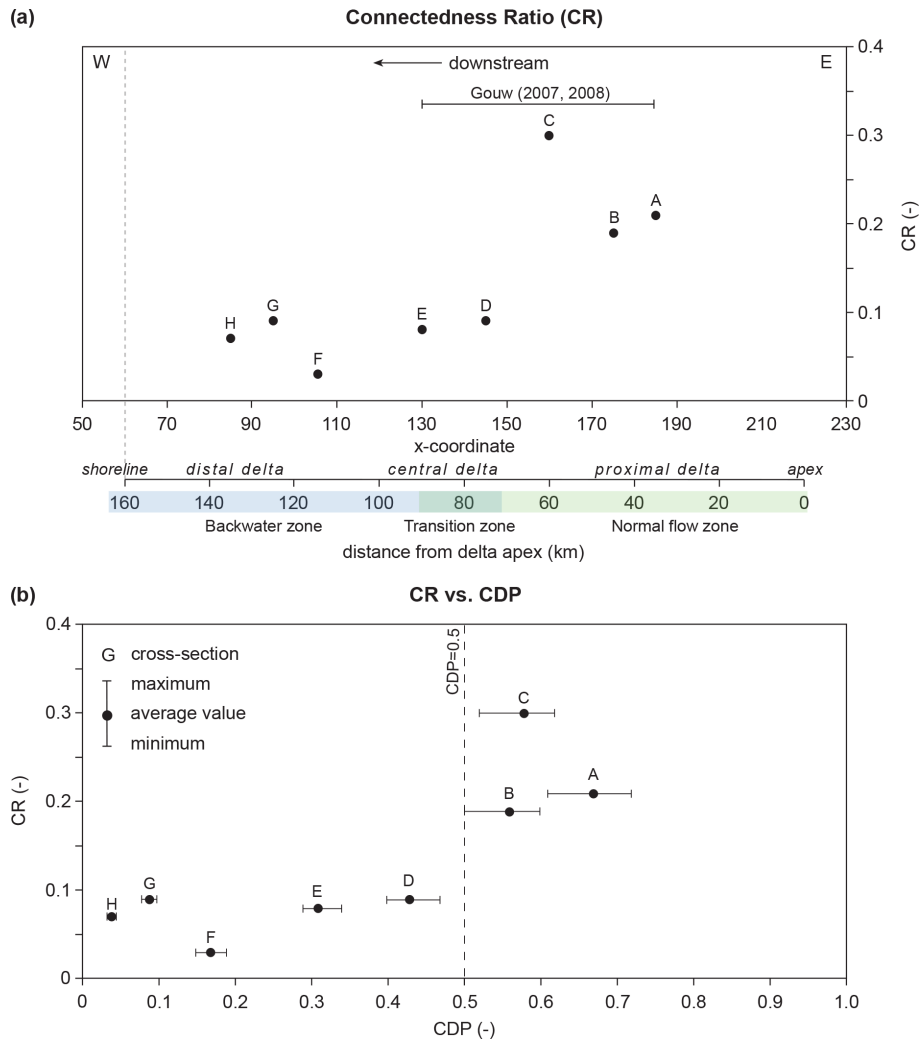 (a)
Connectedness Ratio (CR)
W
downstream
E
Gouw (2007, 2008)
C
B
A
H
G
F
E
D
0.4
0.3
0.2
0.1
0
CR (-)
50 70 90 110 130 150 170 190 210 230
x-coordinate
shoreline distal delta central delta proximal delta apex
160 140 120 100 80 60 40 20 0
Backwater zone Transition zone Normal flow zone
distance from delta apex (km)
(b)
CR vs. CDP
0.4
0.3
0.2
0.1
0
CR (-)
G cross-section
maximum
average value
minimum
CDP=0.5
C
A
B
H
G
F
E
D
0 0.1 0.2 0.3 0.4 0.5 0.6 0.7 0.8 0.9 1.0
CDP (-)